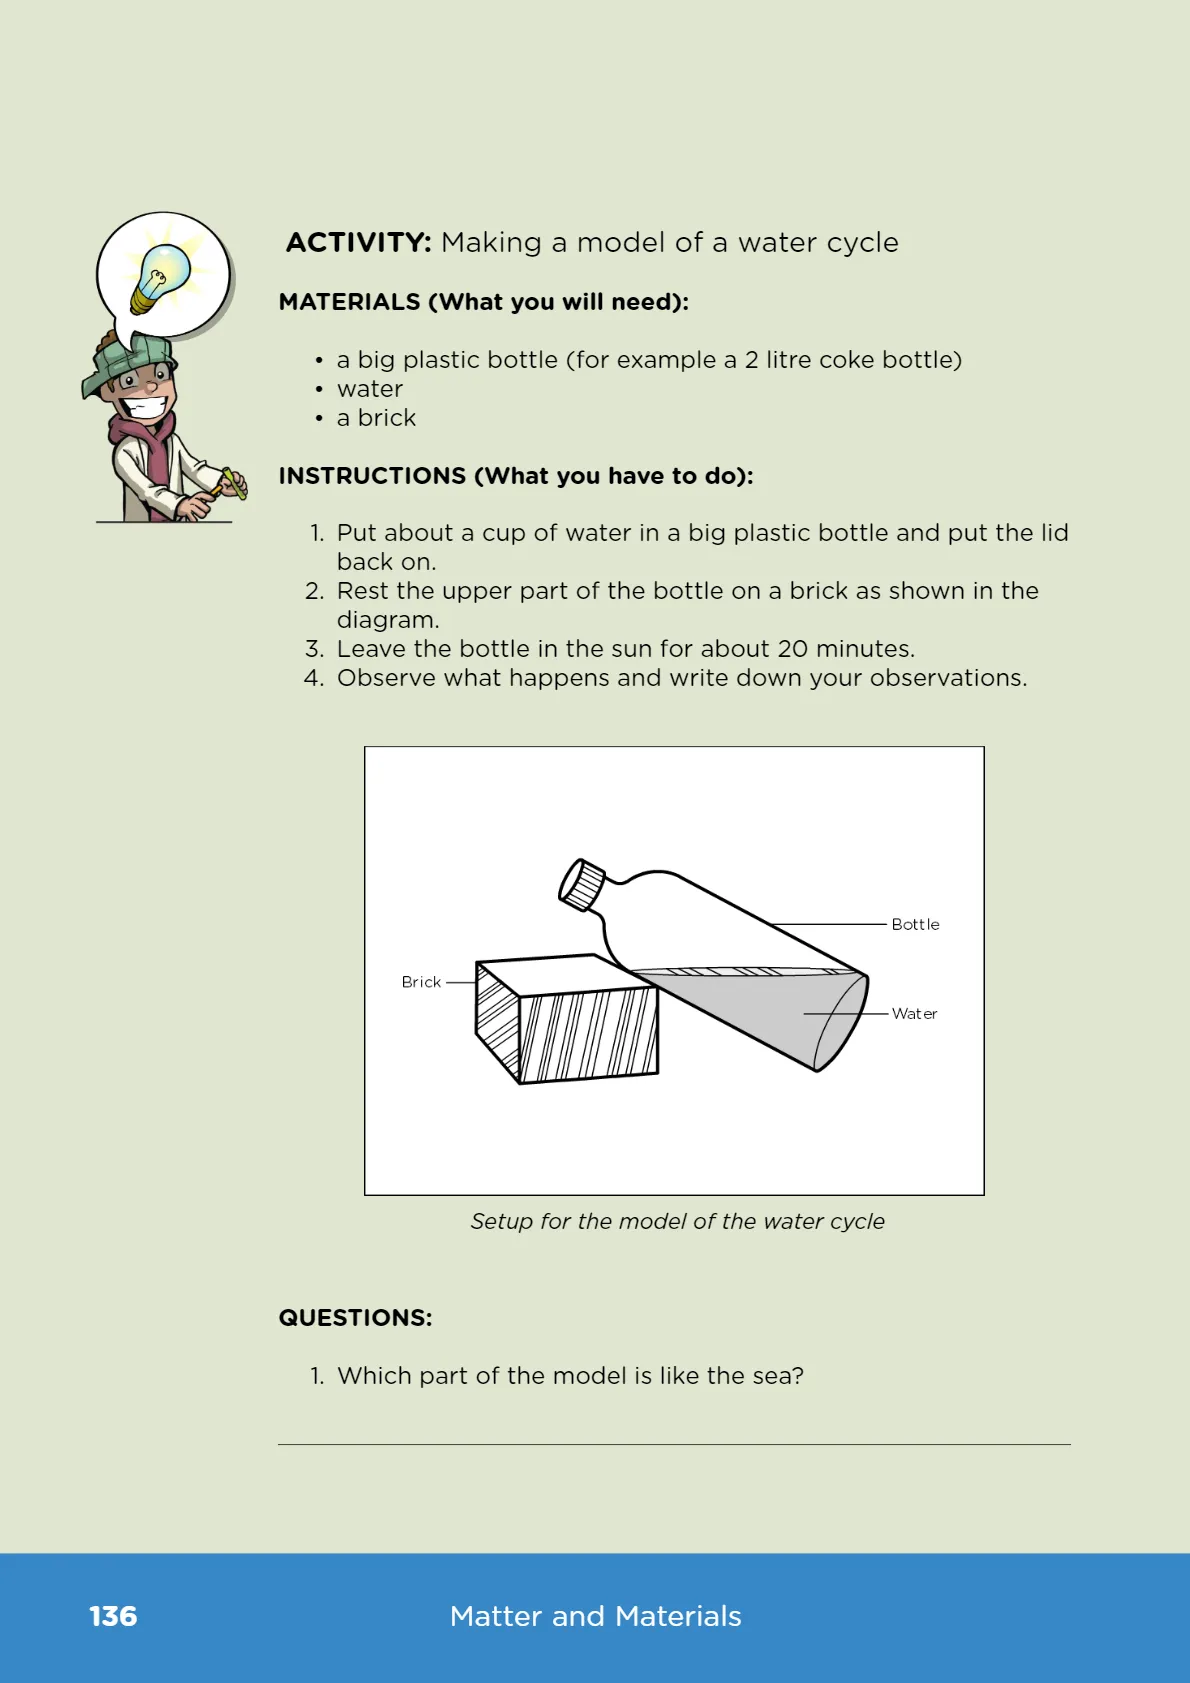 ACTIVITY: Making a model of a water cycle
MATERIALS (What you will need):
• a big plastic bottle (for example a 2 litre coke bottle)
• water
• a brick
INSTRUCTIONS (What you have to do):
1. Put about a cup of water in a big plastic bottle and put the lid
back on.
2. Rest the upper part of the bottle on a brick as shown in the
diagram.
3. Leave the bottle in the sun for about 20 minutes.
4. Observe what happens and write down your observations.
Bottle
Brick
Water
Setup for the model of the water cycle
QUESTIONS:
1. Which part of the model is like the sea?
136
Matter and Materials